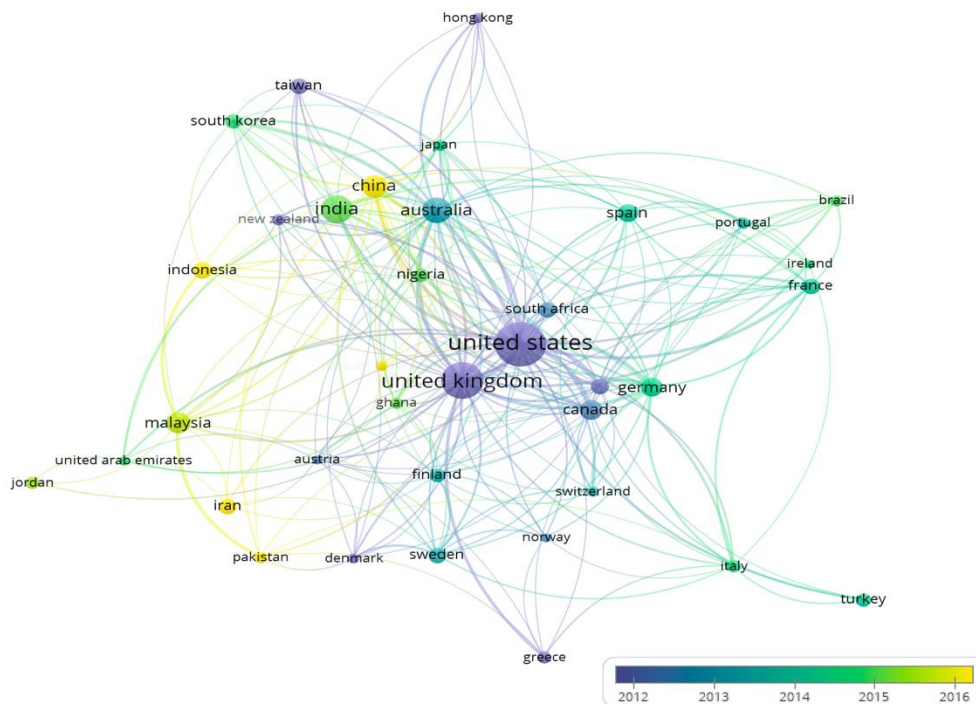 hong kong
taiwan
south korea
japan
china
india
australia
new zealand
spain
portugal
brazil
ireland
france
indonesia
nigeria
south africa
united states
united kingdom
germany
ghana
canada
malaysia
united arab emirates
austria
finland
jordan
switzerland
iran
norway
pakistan
denmark
sweden
italy
turkey
greece
2012 2013 2014 2015 2016